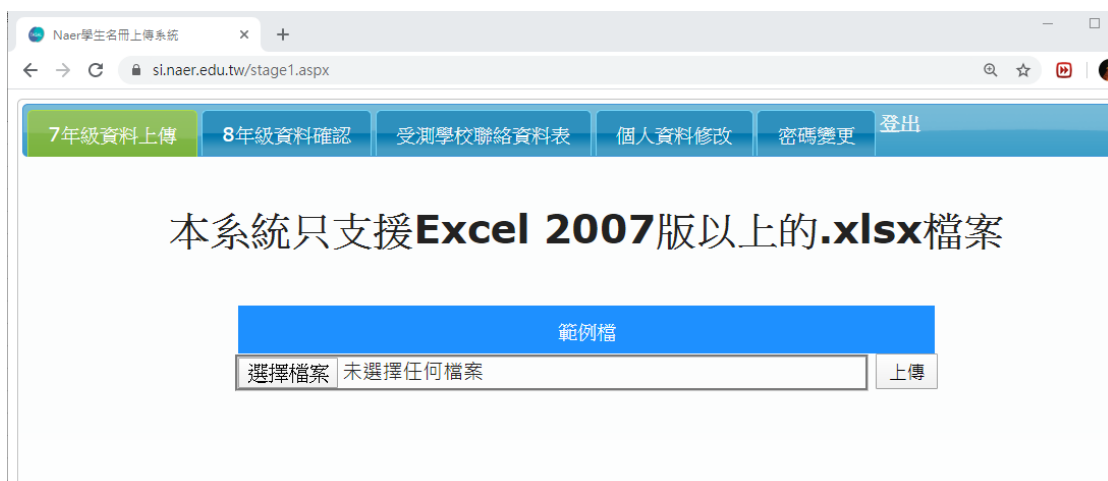 Naer學生名冊上傳系統
si.naer.edu.tw/stage1.aspx
7年級資料上傳 8年級資料確認 受測學校聯絡資料表 個人資料修改 密碼變更 登出
本系統只支援Excel 2007版以上的.xlsx檔案
範例檔
選擇檔案 未選擇任何檔案 上傳